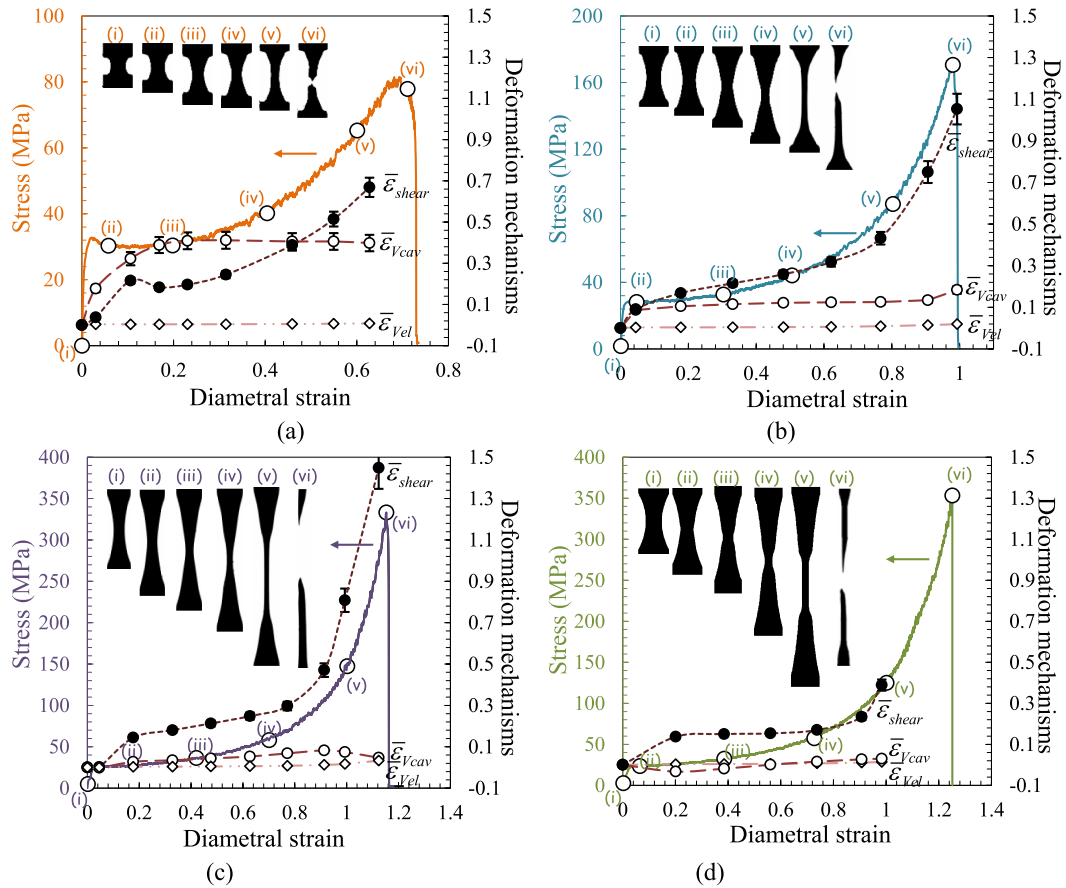 100
80
60
40
20
0
Stress (MPa)
(i) (ii) (iii) (iv) (v) (vi)
(i)
(ii)
(iii)
(iv)
(v)
(vi)
ε̅shear
ε̅Vcav
ε̅Vel
1.5
1.3
1.1
0.9
0.7
0.5
0.3
0.1
-0.1
Deformation mechanisms
0 0.2 0.4 0.6 0.8
Diametral strain
(a)
200
160
120
80
40
0
Stress (MPa)
(i) (ii) (iii) (iv) (v) (vi)
(i)
(ii)
(iii)
(iv)
(v)
(vi)
ε̅shear
ε̅Vcav
ε̅Vel
1.5
1.3
1.1
0.9
0.7
0.5
0.3
0.1
-0.1
Deformation mechanisms
0 0.2 0.4 0.6 0.8 1
Diametral strain
(b)
400
350
300
250
200
150
100
50
0
Stress (MPa)
(i) (ii) (iii) (iv) (v) (vi)
(i)
(ii)
(iii)
(iv)
(v)
(vi)
ε̅shear
ε̅Vcav
ε̅Vel
1.5
1.3
1.1
0.9
0.7
0.5
0.3
0.1
-0.1
Deformation mechanisms
0 0.2 0.4 0.6 0.8 1 1.2 1.4
Diametral strain
(c)
400
350
300
250
200
150
100
50
0
Stress (MPa)
(i) (ii) (iii) (iv) (v) (vi)
(i)
(ii)
(iii)
(iv)
(v)
(vi)
ε̅shear
ε̅Vcav
ε̅Vel
1.5
1.3
1.1
0.9
0.7
0.5
0.3
0.1
-0.1
Deformation mechanisms
0 0.2 0.4 0.6 0.8 1 1.2 1.4
Diametral strain
(d)